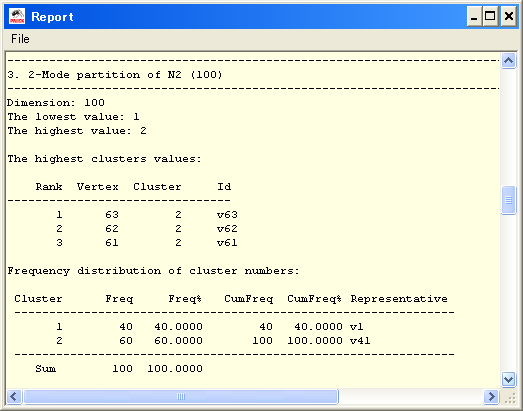 Report
File
--------------------------------------------------------------------------------
3. 2-Mode partition of N2 (100)
--------------------------------------------------------------------------------
Dimension: 100
The lowest value: 1
The highest value: 2
The highest clusters values:
Rank Vertex Cluster Id
--------------------------------
1 63 2 v63
2 62 2 v62
3 61 2 v61
Frequency distribution of cluster numbers:
Cluster Freq Freq% CumFreq CumFreq% Representative
---------------------------------------------------------------
1 40 40.0000 40 40.0000 v1
2 60 60.0000 100 100.0000 v41
---------------------------------------------------------------
Sum 100 100.0000